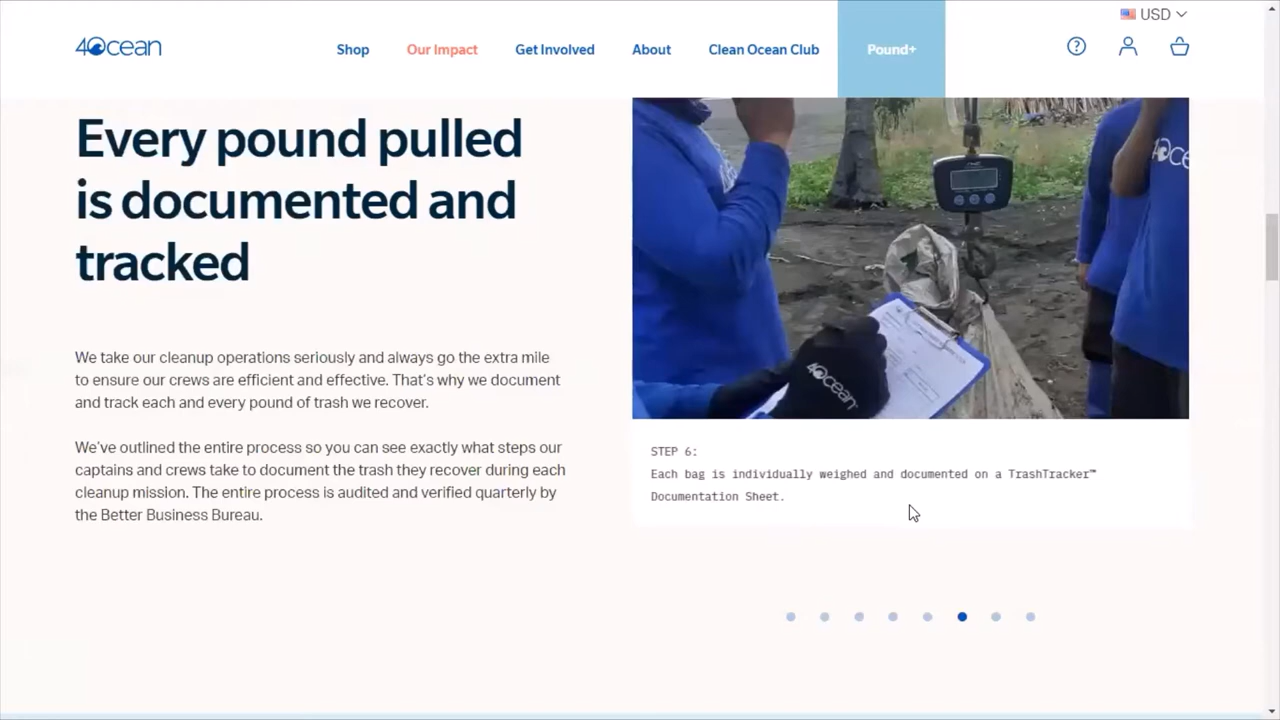 USD
4Ocean
Shop
Our Impact
Get Involved
About
Clean Ocean Club
Pound+
Every pound pulled
is documented and
tracked
We take our cleanup operations seriously and always go the extra mile
to ensure our crews are efficient and effective. That's why we document
and track each and every pound of trash we recover.
We've outlined the entire process so you can see exactly what steps our
captains and crews take to document the trash they recover during each
cleanup mission. The entire process is audited and verified quarterly by
the Better Business Bureau.
4Oce
4Ocean
STEP 6:
Each bag is individually weighed and documented on a TrashTracker™
Documentation Sheet.